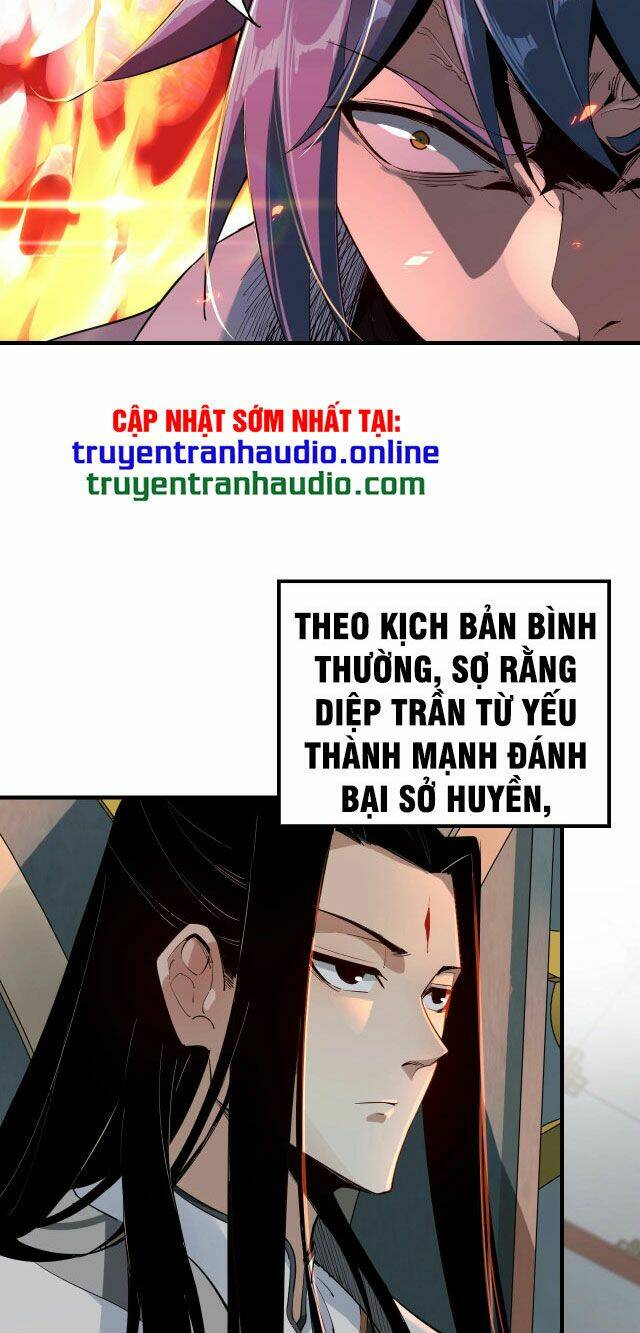 CẬP NHẬT SỚM NHẤT TẠI:
truyentranhaudio.online
truyentranhaudio.com
THEO KỊCH BẢN BÌNH
THƯỜNG, SỢ RẰNG
DIỆP TRẦN TỪ YẾU
THÀNH MẠNH ĐÁNH
BẠI SỞ HUYỀN,